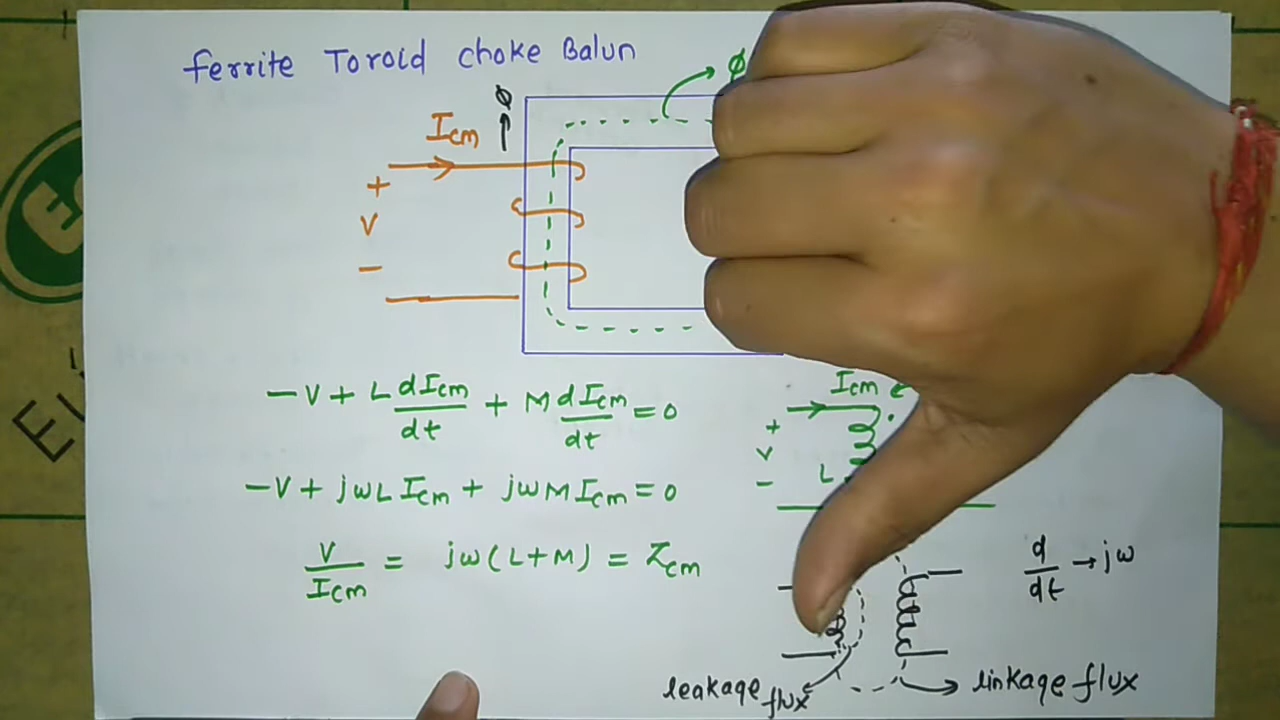 ferrite Toroid choke Balun
ϕ
ϕ
Icm
+
V
−
−V + L dIcm/dt + M dIcm/dt = 0
−V + jωL Icm + jωM Icm = 0
V/Icm = jω(L+M) = Zcm
Icm
+
V
−
L
d/dt → jω
leakage flux
linkage flux